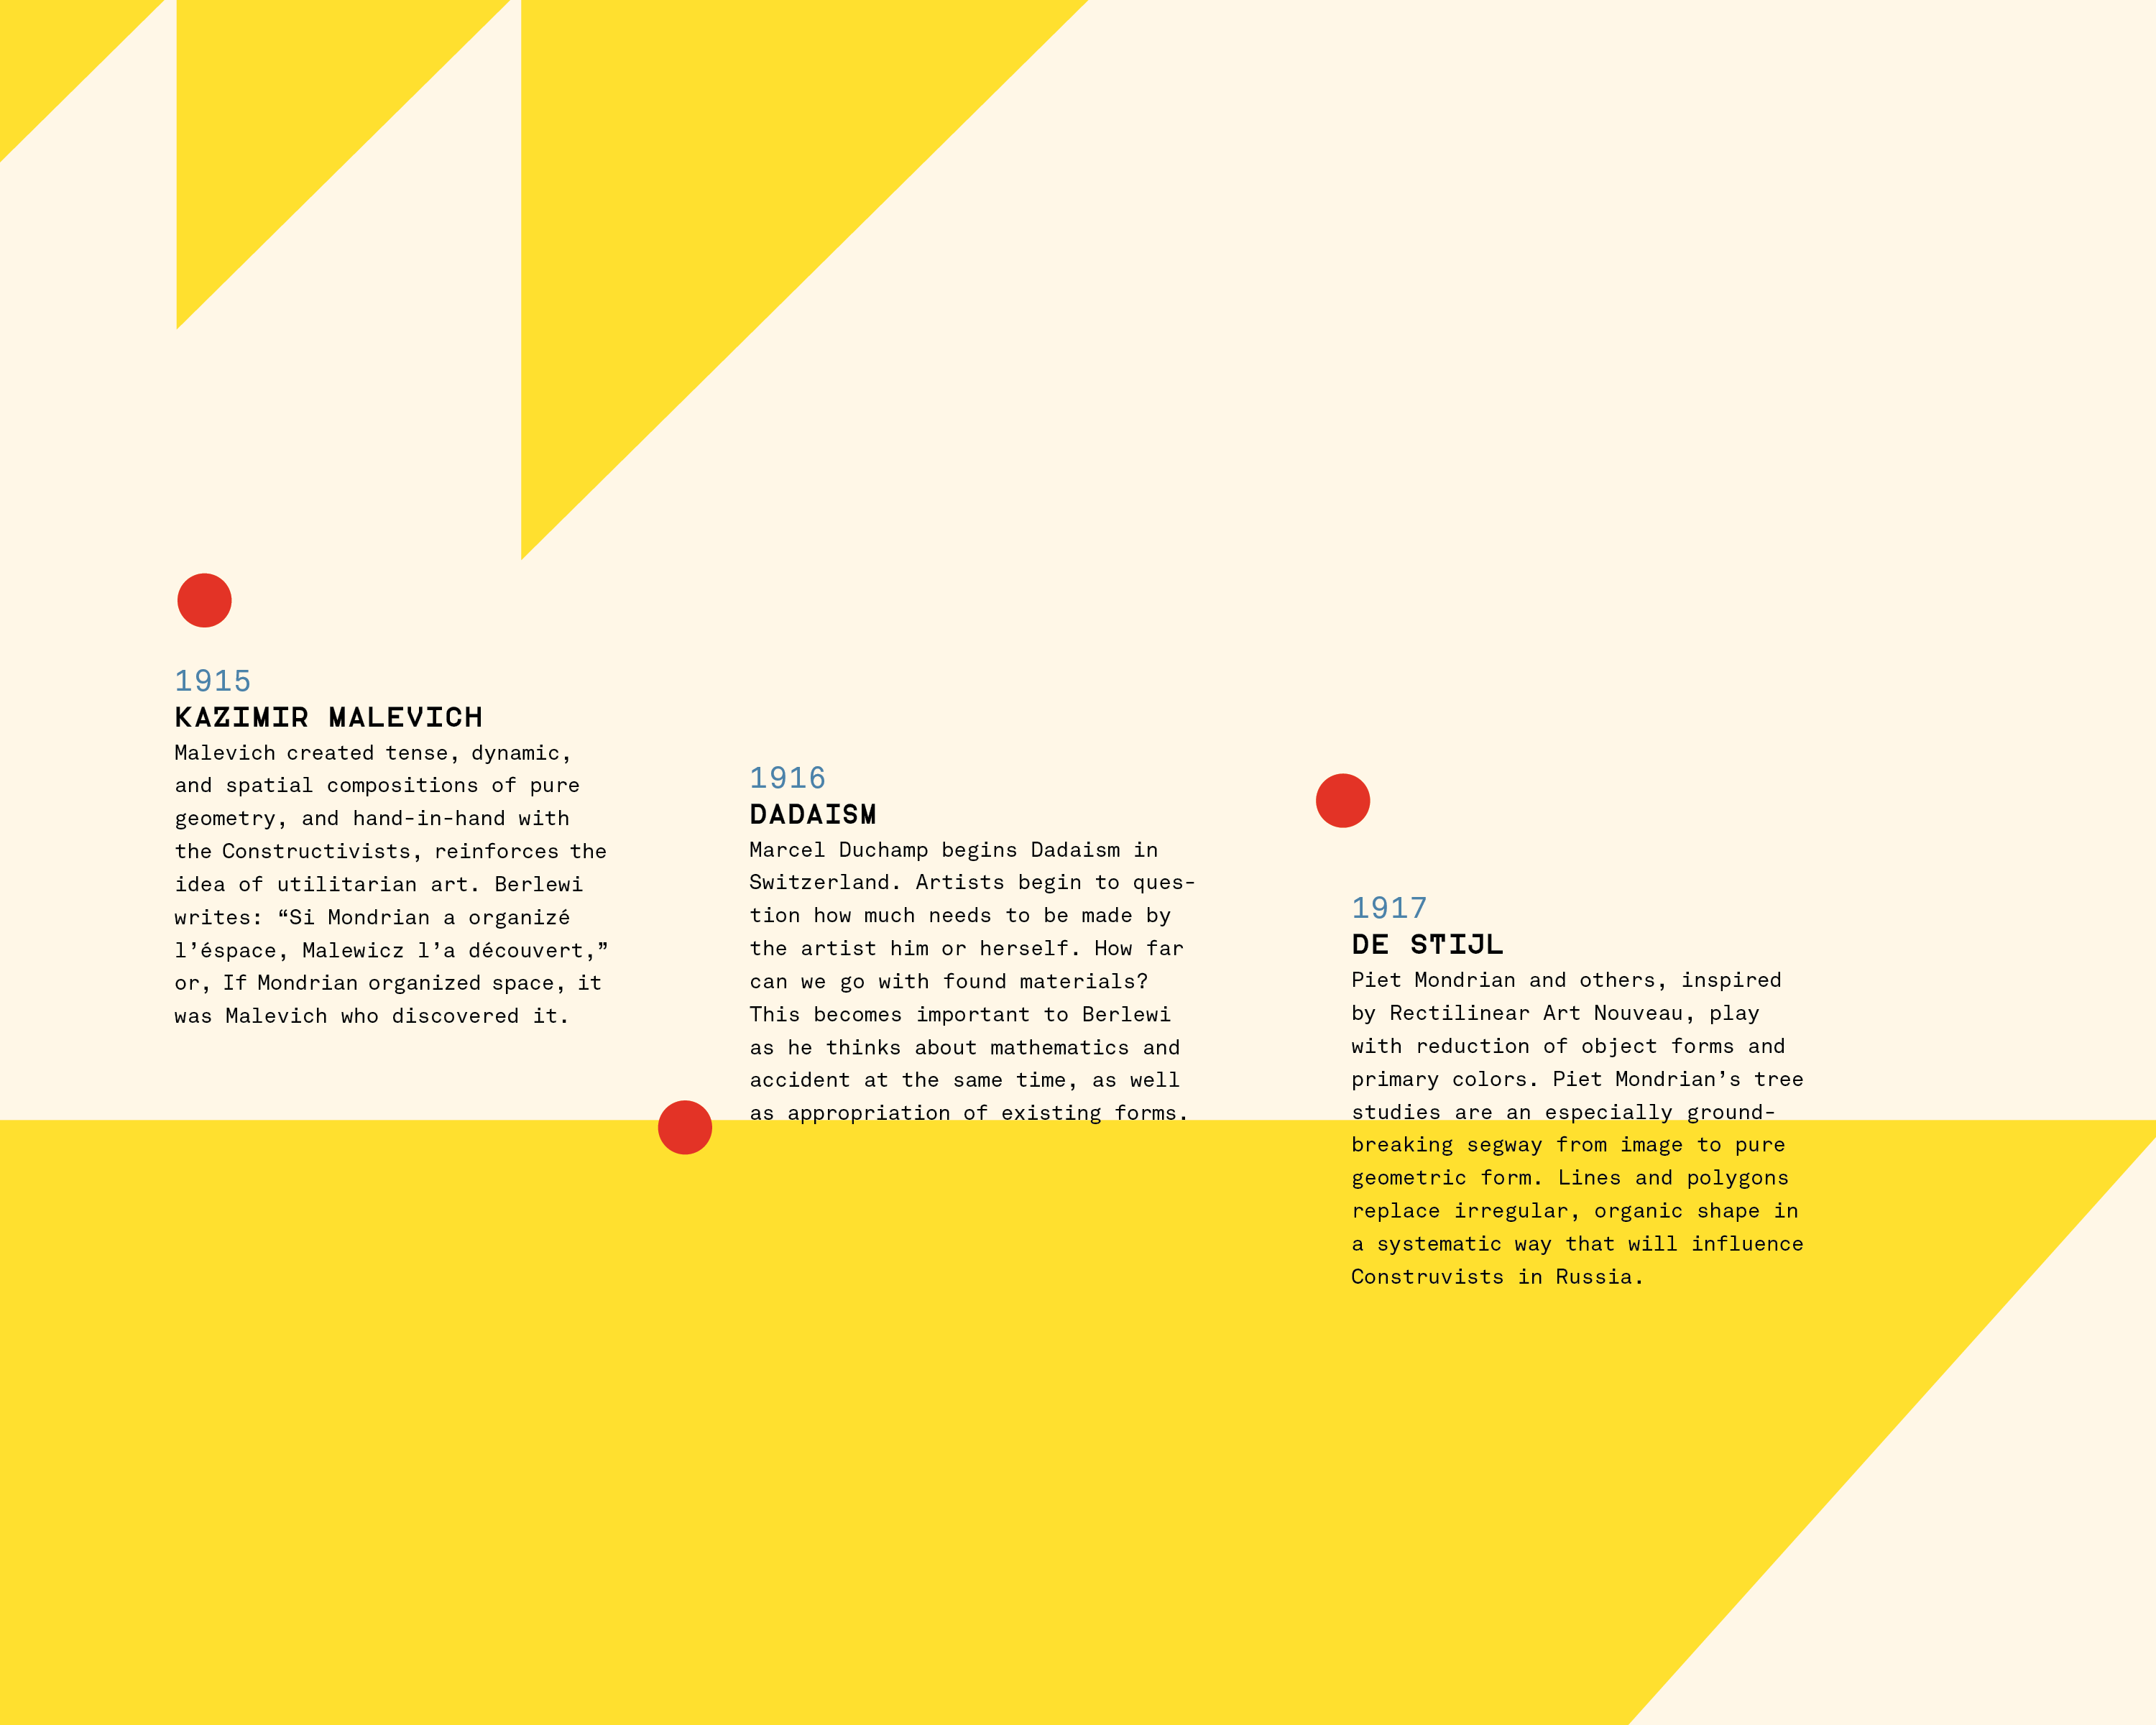 1915
KAZIMIR MALEVICH
Malevich created tense, dynamic,
and spatial compositions of pure
geometry, and hand-in-hand with
the Constructivists, reinforces the
idea of utilitarian art. Berlewi
writes: “Si Mondrian a organizé
l’éspace, Malewicz l’a découvert,”
or, If Mondrian organized space, it
was Malevich who discovered it.
1916
DADAISM
Marcel Duchamp begins Dadaism in
Switzerland. Artists begin to ques-
tion how much needs to be made by
the artist him or herself. How far
can we go with found materials?
This becomes important to Berlewi
as he thinks about mathematics and
accident at the same time, as well
as appropriation of existing forms.
1917
DE STIJL
Piet Mondrian and others, inspired
by Rectilinear Art Nouveau, play
with reduction of object forms and
primary colors. Piet Mondrian’s tree
studies are an especially ground-
breaking segway from image to pure
geometric form. Lines and polygons
replace irregular, organic shape in
a systematic way that will influence
Construvists in Russia.